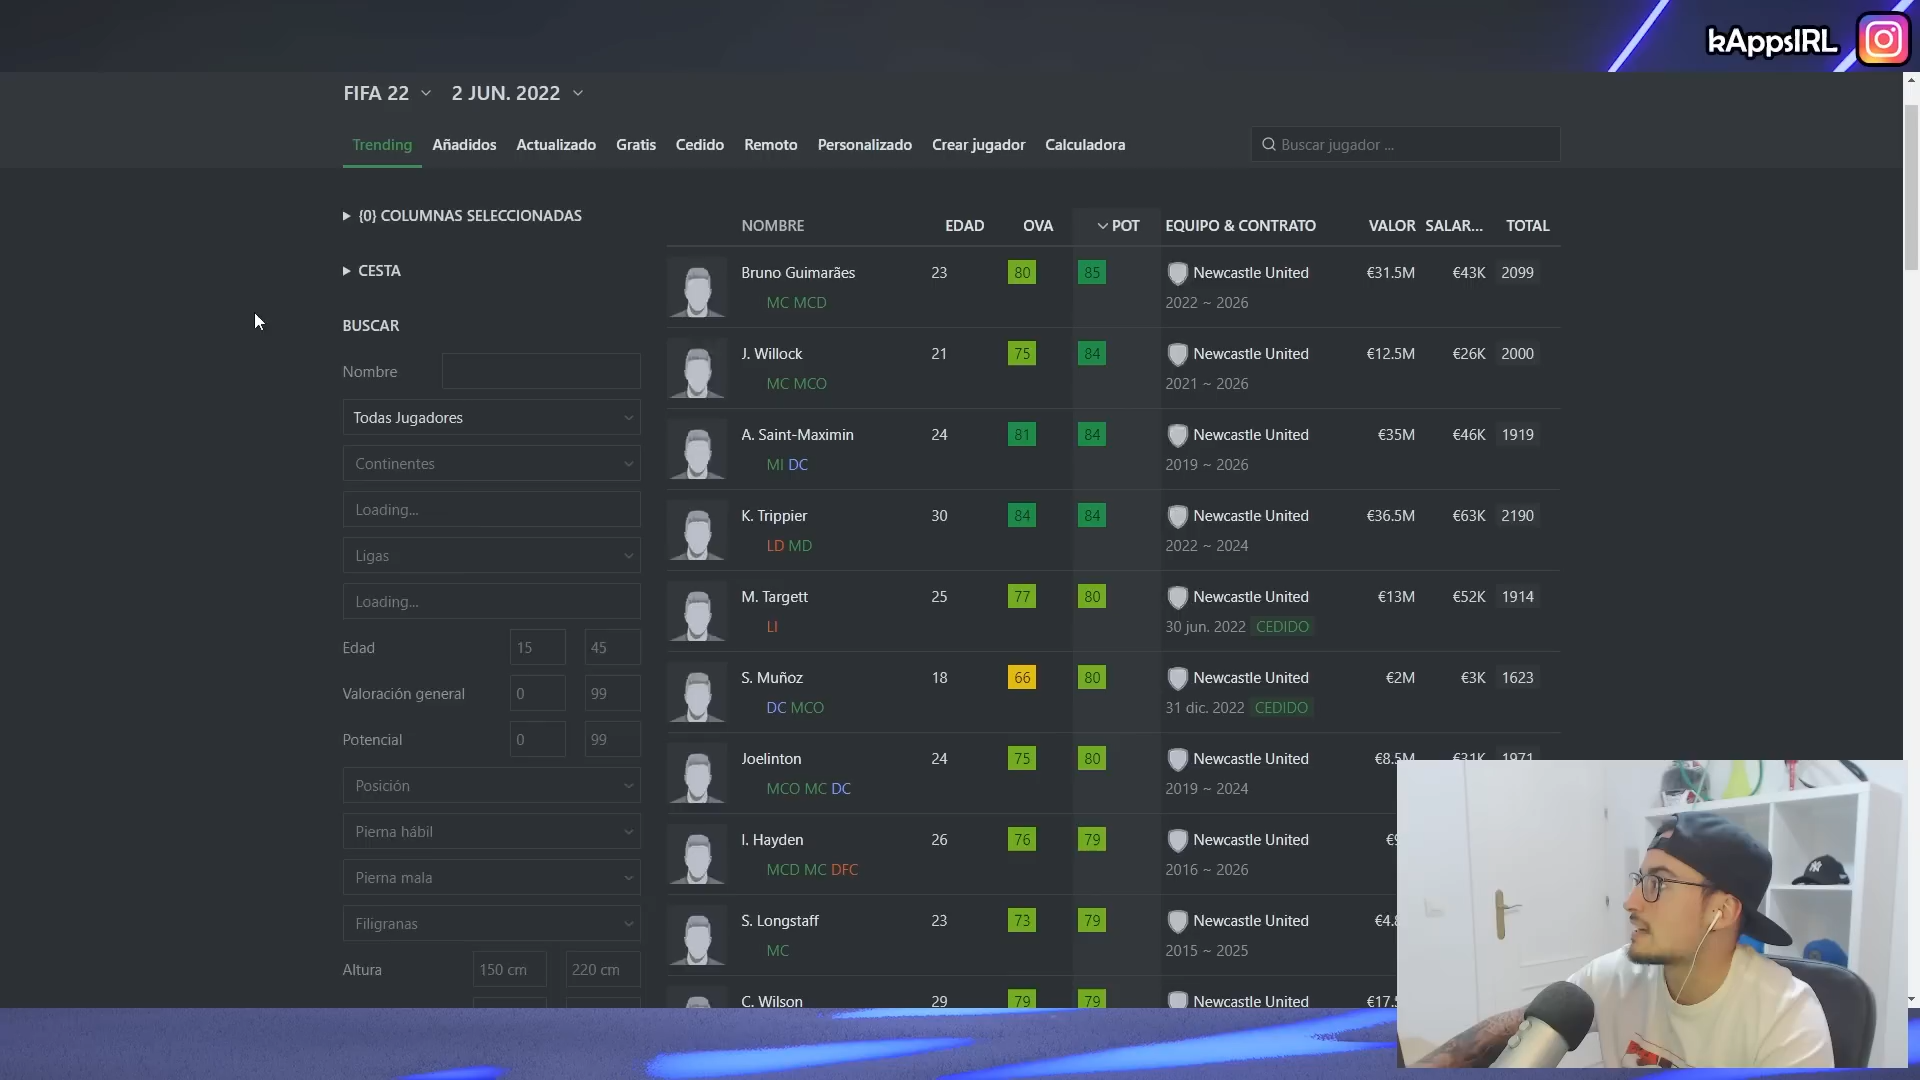 kAppsIRL
FIFA 22 2 JUN. 2022
Trending Añadidos Actualizado Gratis Cedido Remoto Personalizado Crear jugador Calculadora
Buscar jugador ...
{0} COLUMNAS SELECCIONADAS
CESTA
BUSCAR
Nombre
Todas Jugadores
Continentes
Loading...
Ligas
Loading...
Edad 15 45
Valoración general 0 99
Potencial 0 99
Posición
Pierna hábil
Pierna mala
Filigranas
Altura 150 cm 220 cm
NOMBRE EDAD OVA POT EQUIPO & CONTRATO VALOR SALAR... TOTAL
Bruno Guimarães 23 80 85 Newcastle United €31.5M €43K 2099
MC MCD 2022 ~ 2026
J. Willock 21 75 84 Newcastle United €12.5M €26K 2000
MC MCO 2021 ~ 2026
A. Saint-Maximin 24 81 84 Newcastle United €35M €46K 1919
MI DC 2019 ~ 2026
K. Trippier 30 84 84 Newcastle United €36.5M €63K 2190
LD MD 2022 ~ 2024
M. Targett 25 77 80 Newcastle United €13M €52K 1914
LI 30 jun. 2022 CEDIDO
S. Muñoz 18 66 80 Newcastle United €2M €3K 1623
DC MCO 31 dic. 2022 CEDIDO
Joelinton 24 75 80 Newcastle United €8.5M €31K 1971
MCO MC DC 2019 ~ 2024
I. Hayden 26 76 79 Newcastle United
MCD MC DFC 2016 ~ 2026
S. Longstaff 23 73 79 Newcastle United
MC 2015 ~ 2025
C. Wilson 29 79 79 Newcastle United